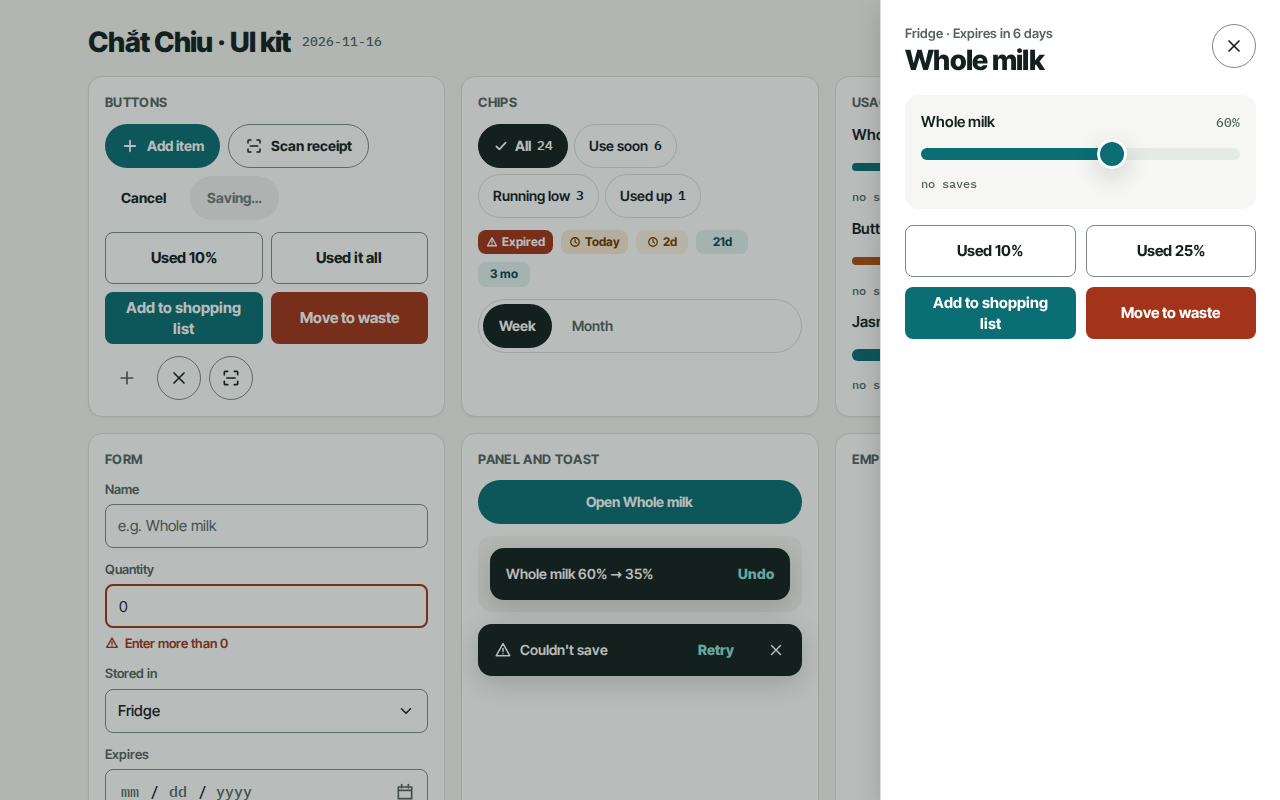 Chắt Chiu · UI kit 2026-11-16
BUTTONS
Add item
Scan receipt
Cancel
Saving…
Used 10%
Used it all
Add to shopping
list
Move to waste
CHIPS
All 24
Use soon 6
Running low 3
Used up 1
Expired
Today
2d
21d
3 mo
Week
Month
no s
FORM
Name
e.g. Whole milk
Quantity
0
Enter more than 0
Stored in
Fridge
Expires
mm / dd / yyyy
PANEL AND TOAST
Open Whole milk
Whole milk 60% → 35%
Undo
Couldn't save
Retry
Fridge · Expires in 6 days
Whole milk
Whole milk
60%
no saves
Used 10%
Used 25%
Add to shopping
list
Move to waste